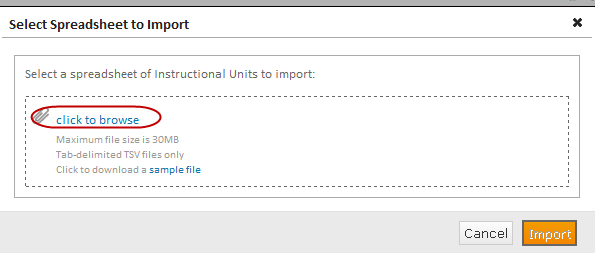 Select Spreadsheet to Import
Select a spreadsheet of Instructional Units to import:
click to browse
Maximum file size is 30MB
Tab-delimited TSV files only
Click to download a sample file
Cancel
Import